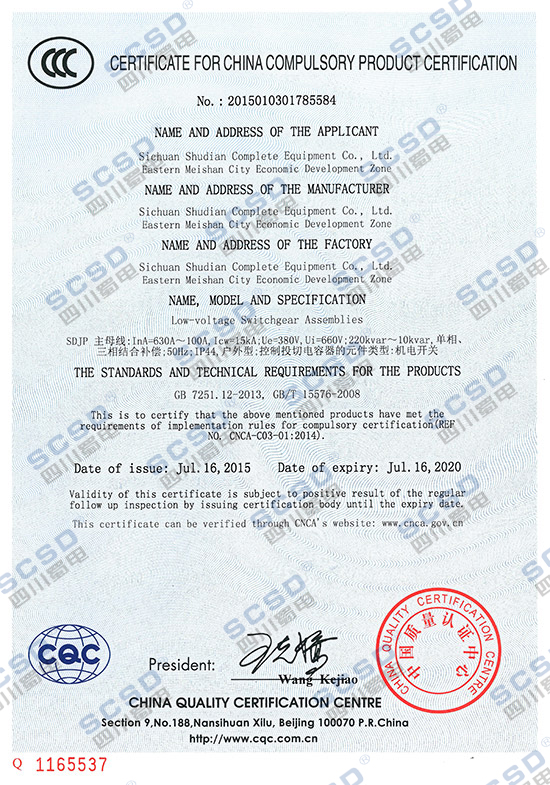 CCC
CERTIFICATE FOR CHINA COMPULSORY PRODUCT CERTIFICATION
No.: 2015010301785584
NAME AND ADDRESS OF THE APPLICANT
Sichuan Shudian Complete Equipment Co., Ltd.
Eastern Meishan City Economic Development Zone
NAME AND ADDRESS OF THE MANUFACTURER
Sichuan Shudian Complete Equipment Co., Ltd.
Eastern Meishan City Economic Development Zone
NAME AND ADDRESS OF THE FACTORY
Sichuan Shudian Complete Equipment Co., Ltd.
Eastern Meishan City Economic Development Zone
NAME, MODEL AND SPECIFICATION
Low-voltage Switchgear Assemblies
SDJP 主母线:InA=630A～100A,Icw=15kA;Ue=380V,Ui=660V;220kvar～10kvar,单相、
三相结合补偿;50Hz;IP44,户外型;控制投切电容器的元件类型:机电开关
THE STANDARDS AND TECHNICAL REQUIREMENTS FOR THE PRODUCTS
GB 7251.12-2013, GB/T 15576-2008
This is to certify that the above mentioned products have met the
requirements of implementation rules for compulsory certification(REF
NO. CNCA-C03-01:2014).
Date of issue: Jul.16,2015 Date of expiry: Jul.16,2020
Validity of this certificate is subject to positive result of the regular
follow up inspection by issuing certification body until the expiry date.
This certificate can be verified through CNCA's website: www.cnca.gov.cn
CQC
President:
Wang Kejiao
CHINA QUALITY CERTIFICATION CENTRE
中国质量认证中心
CHINA QUALITY CERTIFICATION CENTRE
Section 9,No.188,Nansihuan Xilu, Beijing 100070 P.R.China
http://www.cqc.com.cn
Q 1165537
SCSD
四川蜀电